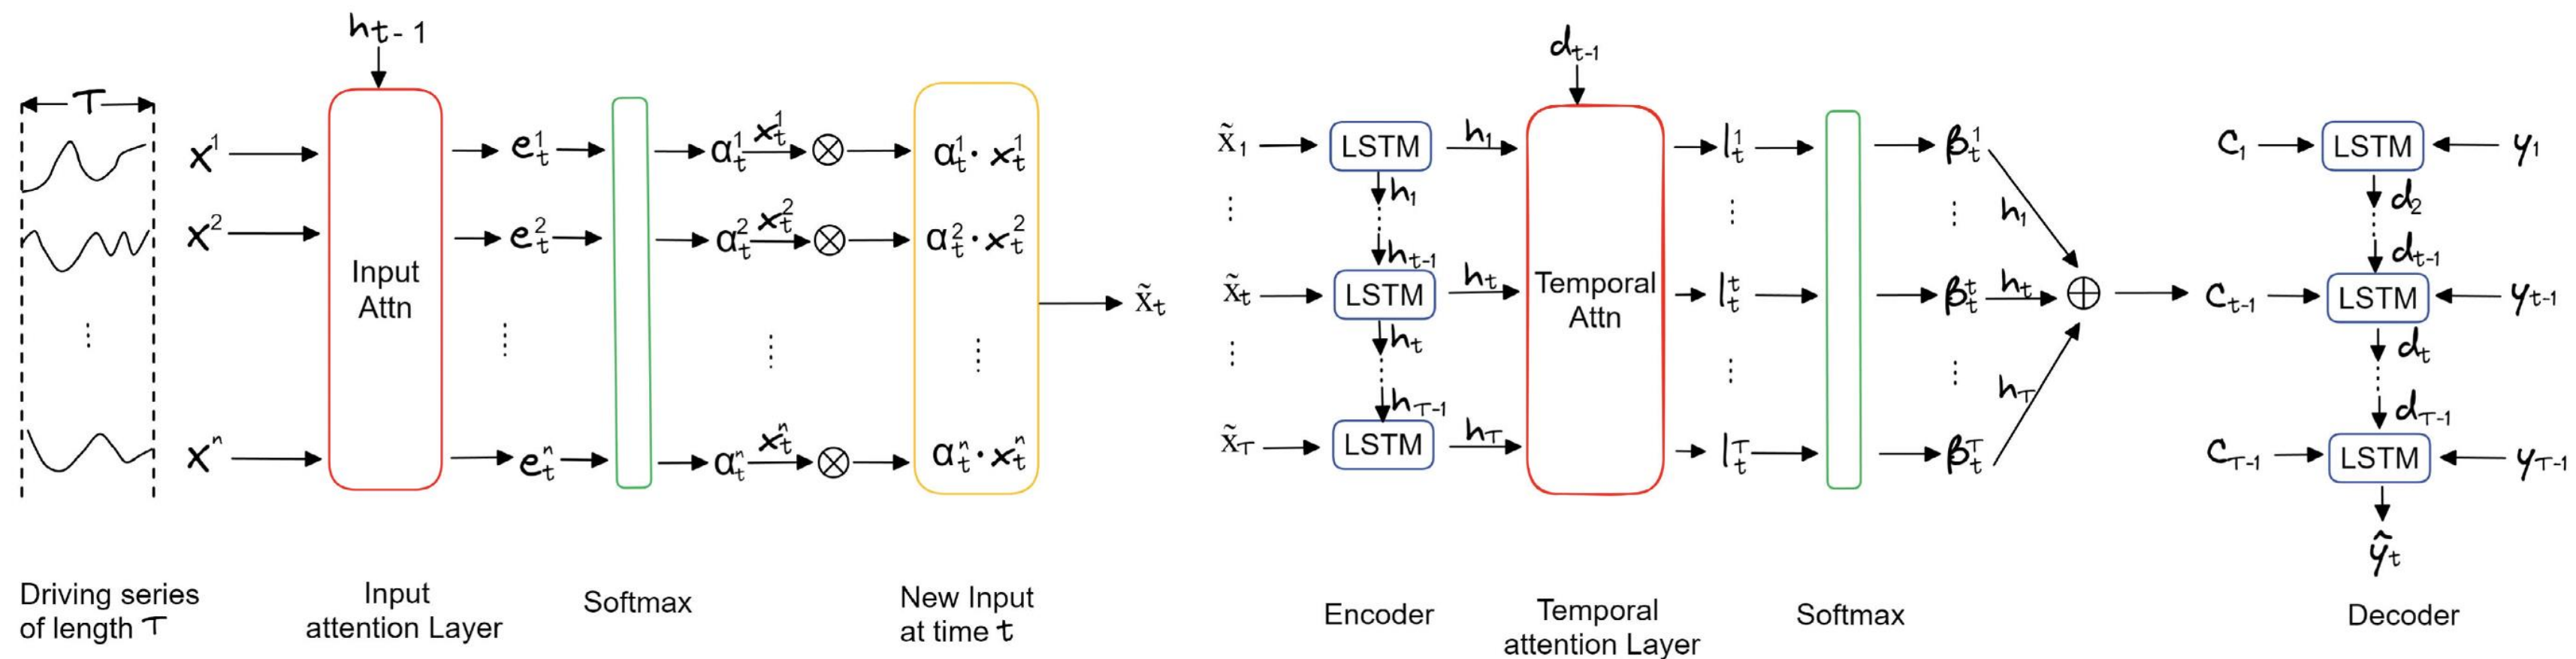 h_{t-1}
T
x^1
x^2
x^n
Input
Attn
e_t^1
e_t^2
e_t^n
α_t^1 x_t^1 ⊗
α_t^2 x_t^2 ⊗
α_t^n x_t^n ⊗
α_t^1 · x_t^1
α_t^2 · x_t^2
α_t^n · x_t^n
x̃_t
Driving series
of length T
Input
attention Layer
Softmax
New Input
at time t
d_{t-1}
x̃_1 LSTM h_1
h_1
h_{t-1}
x̃_t LSTM h_t
h_t
h_{T-1}
x̃_T LSTM h_T
Temporal
Attn
l_t^1
l_t^t
l_t^T
β_t^1
h_1
β_t^t h_t ⊕
h_T
β_t^T
C_1 LSTM y_1
d_2
d_{t-1}
C_{t-1} LSTM y_{t-1}
d_t
d_{T-1}
C_{T-1} LSTM y_{T-1}
ŷ_t
Encoder
Temporal
attention Layer
Softmax
Decoder